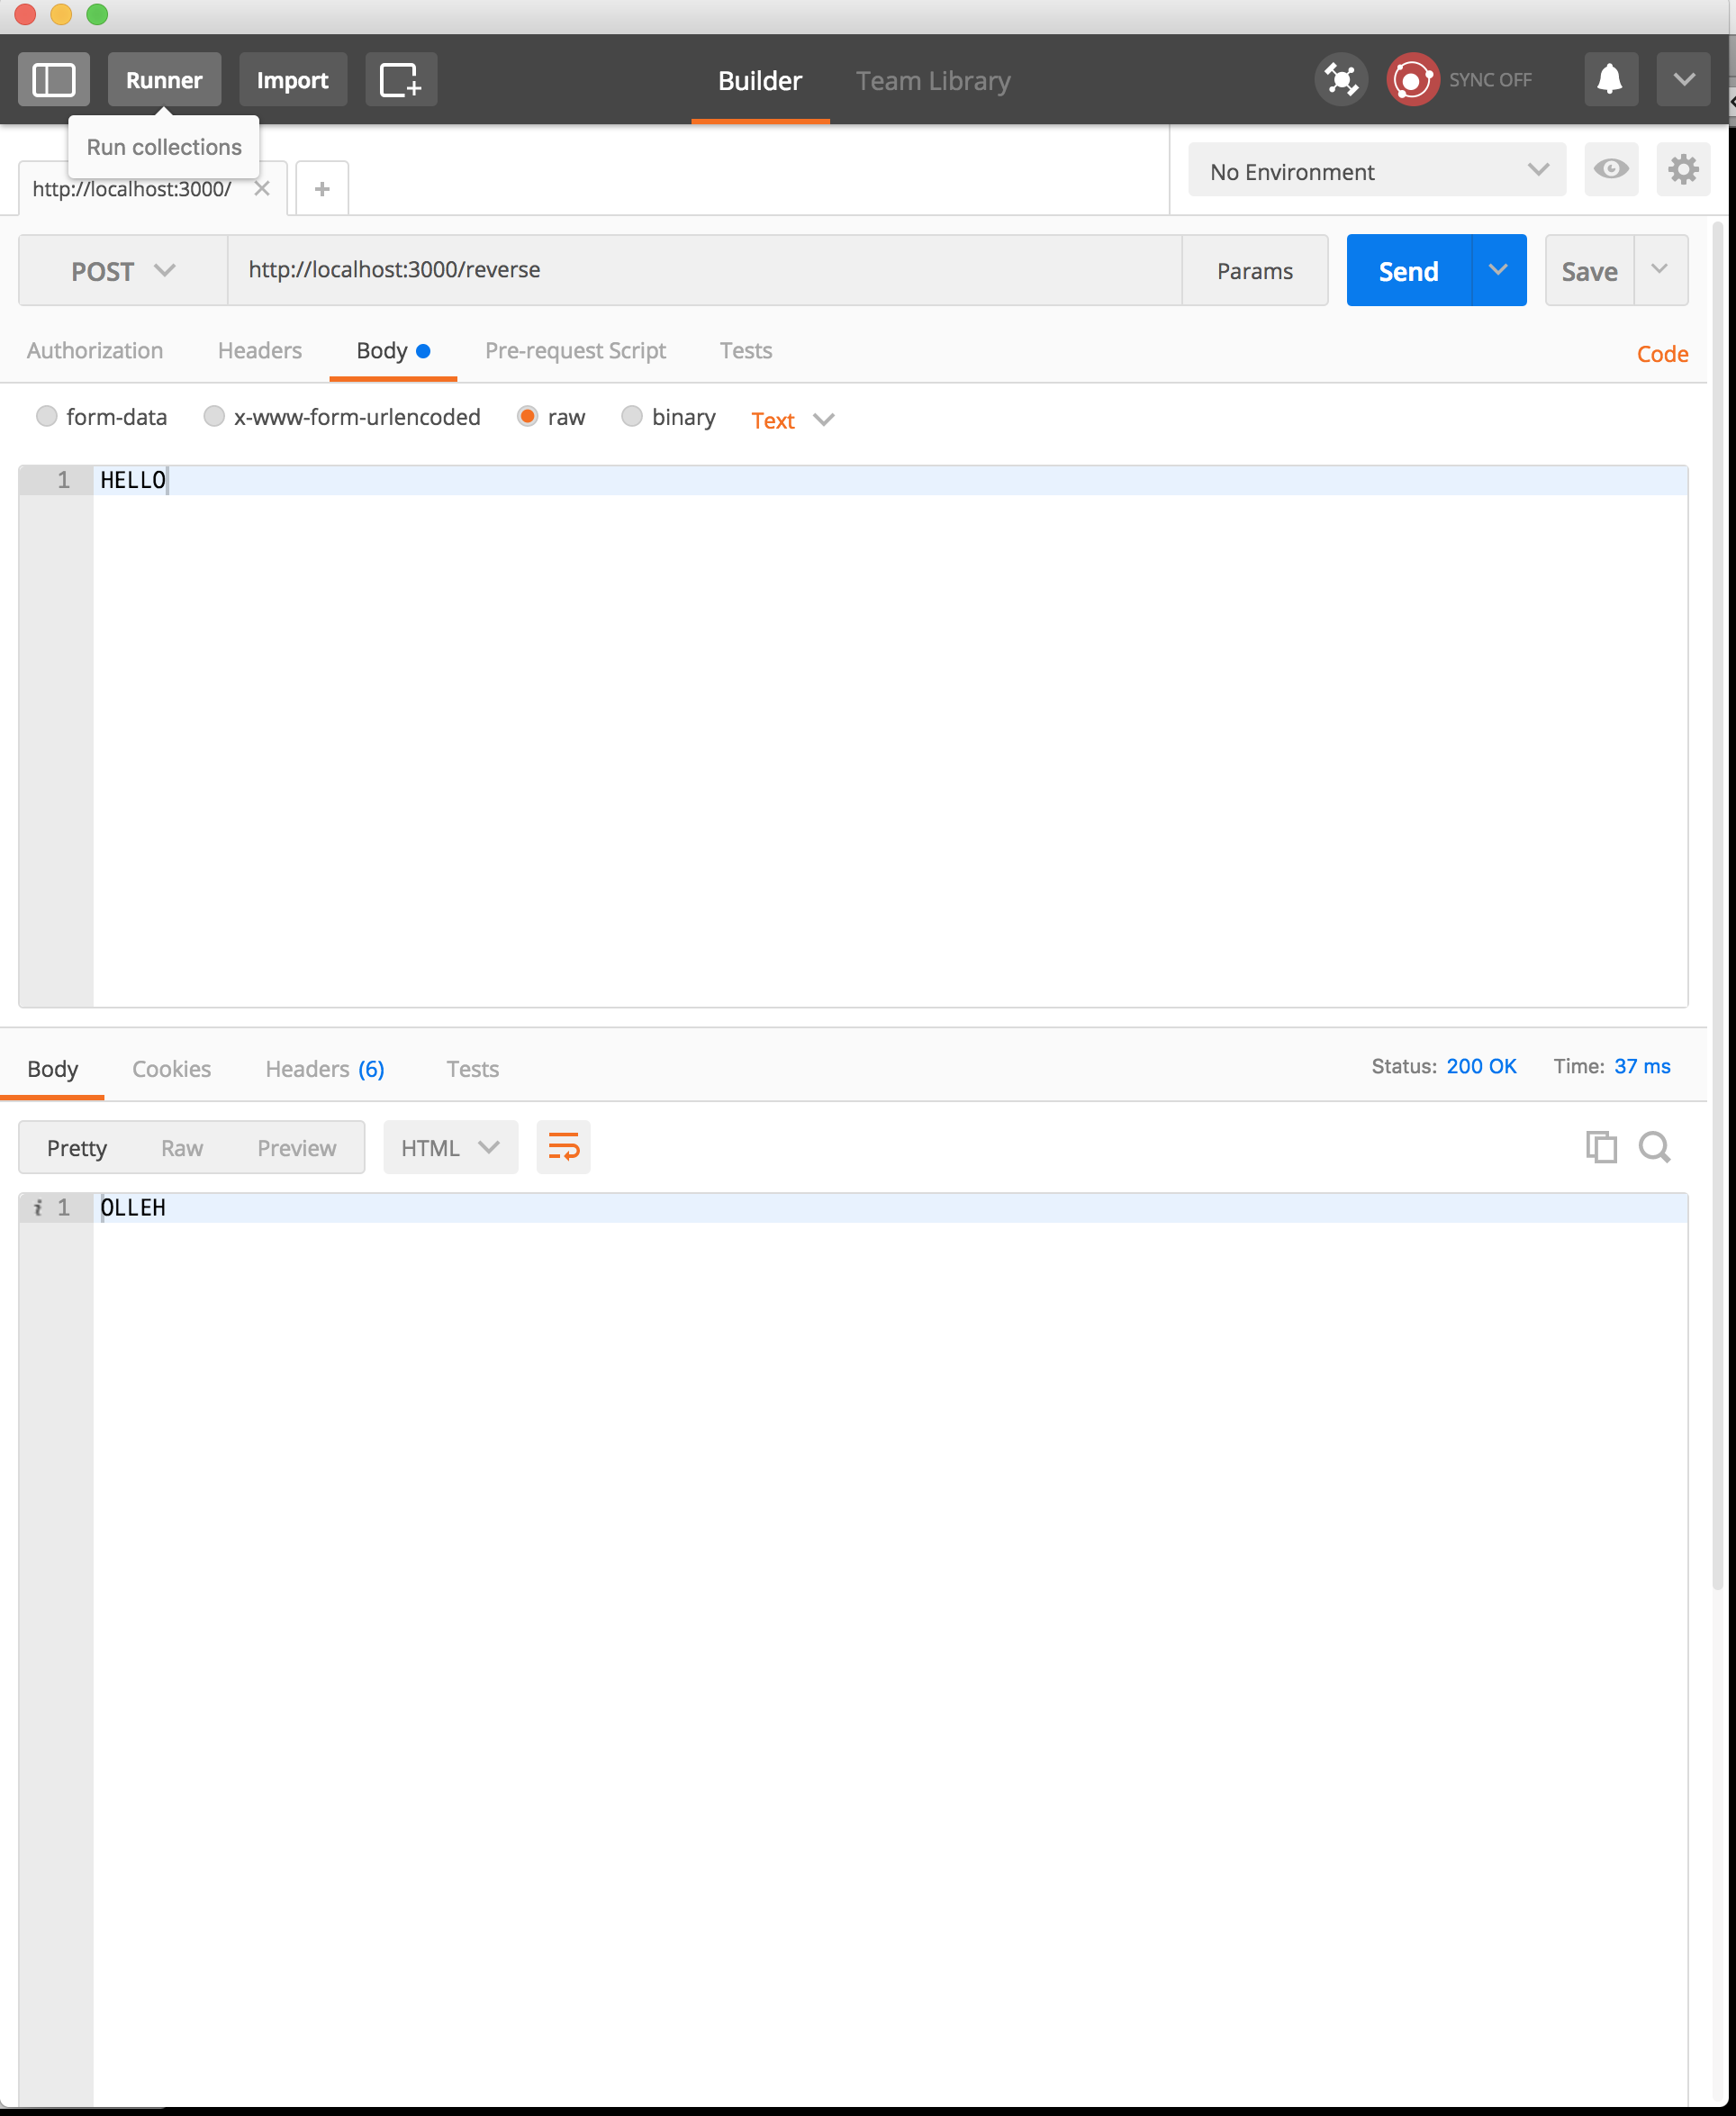 Runner Import Builder Team Library SYNC OFF
Run collections
http://localhost:3000/ No Environment
POST http://localhost:3000/reverse Params Send Save
Authorization Headers Body Pre-request Script Tests Code
form-data x-www-form-urlencoded raw binary Text
1 HELLO
Body Cookies Headers (6) Tests Status: 200 OK Time: 37 ms
Pretty Raw Preview HTML
i 1 OLLEH